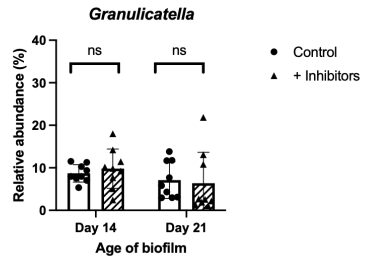 Granulicatella
40
30
20
10
0
Relative abundance (%)
ns
ns
Day 14
Day 21
Age of biofilm
Control
+ Inhibitors